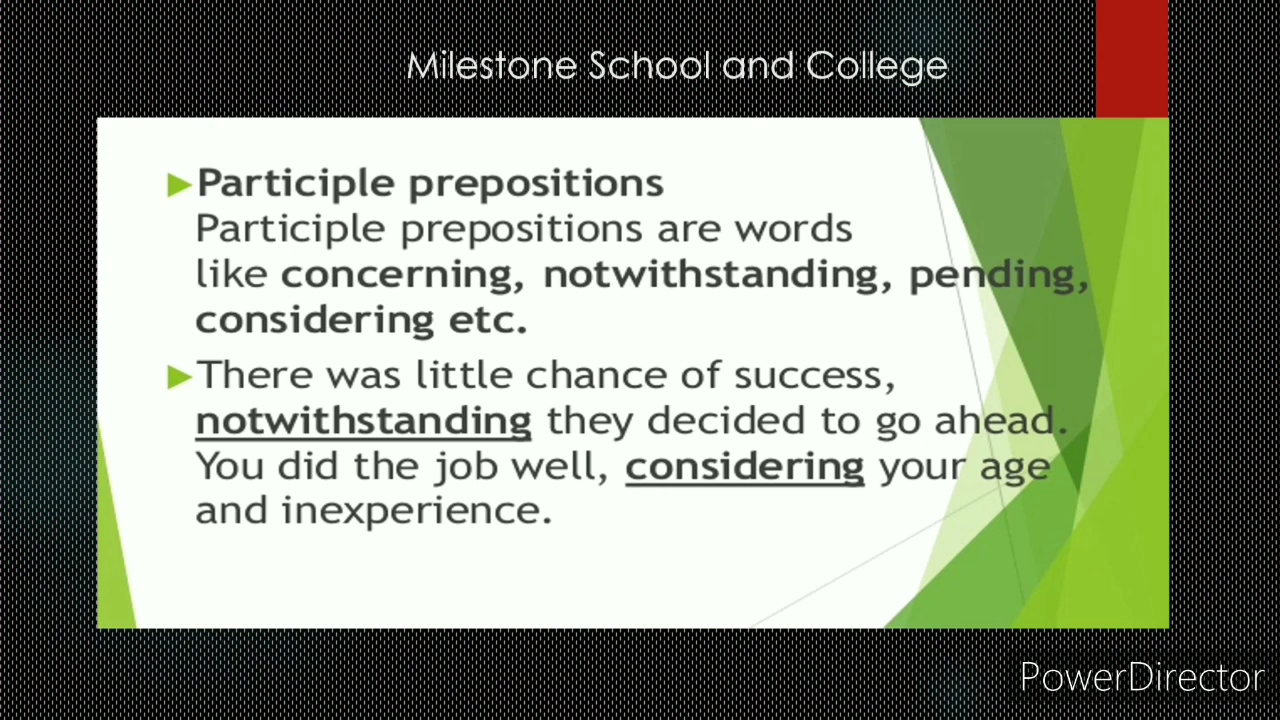 Milestone School and College
Participle prepositions
Participle prepositions are words
like concerning, notwithstanding, pending,
considering etc.
There was little chance of success,
notwithstanding they decided to go ahead.
You did the job well, considering your age
and inexperience.
PowerDirector